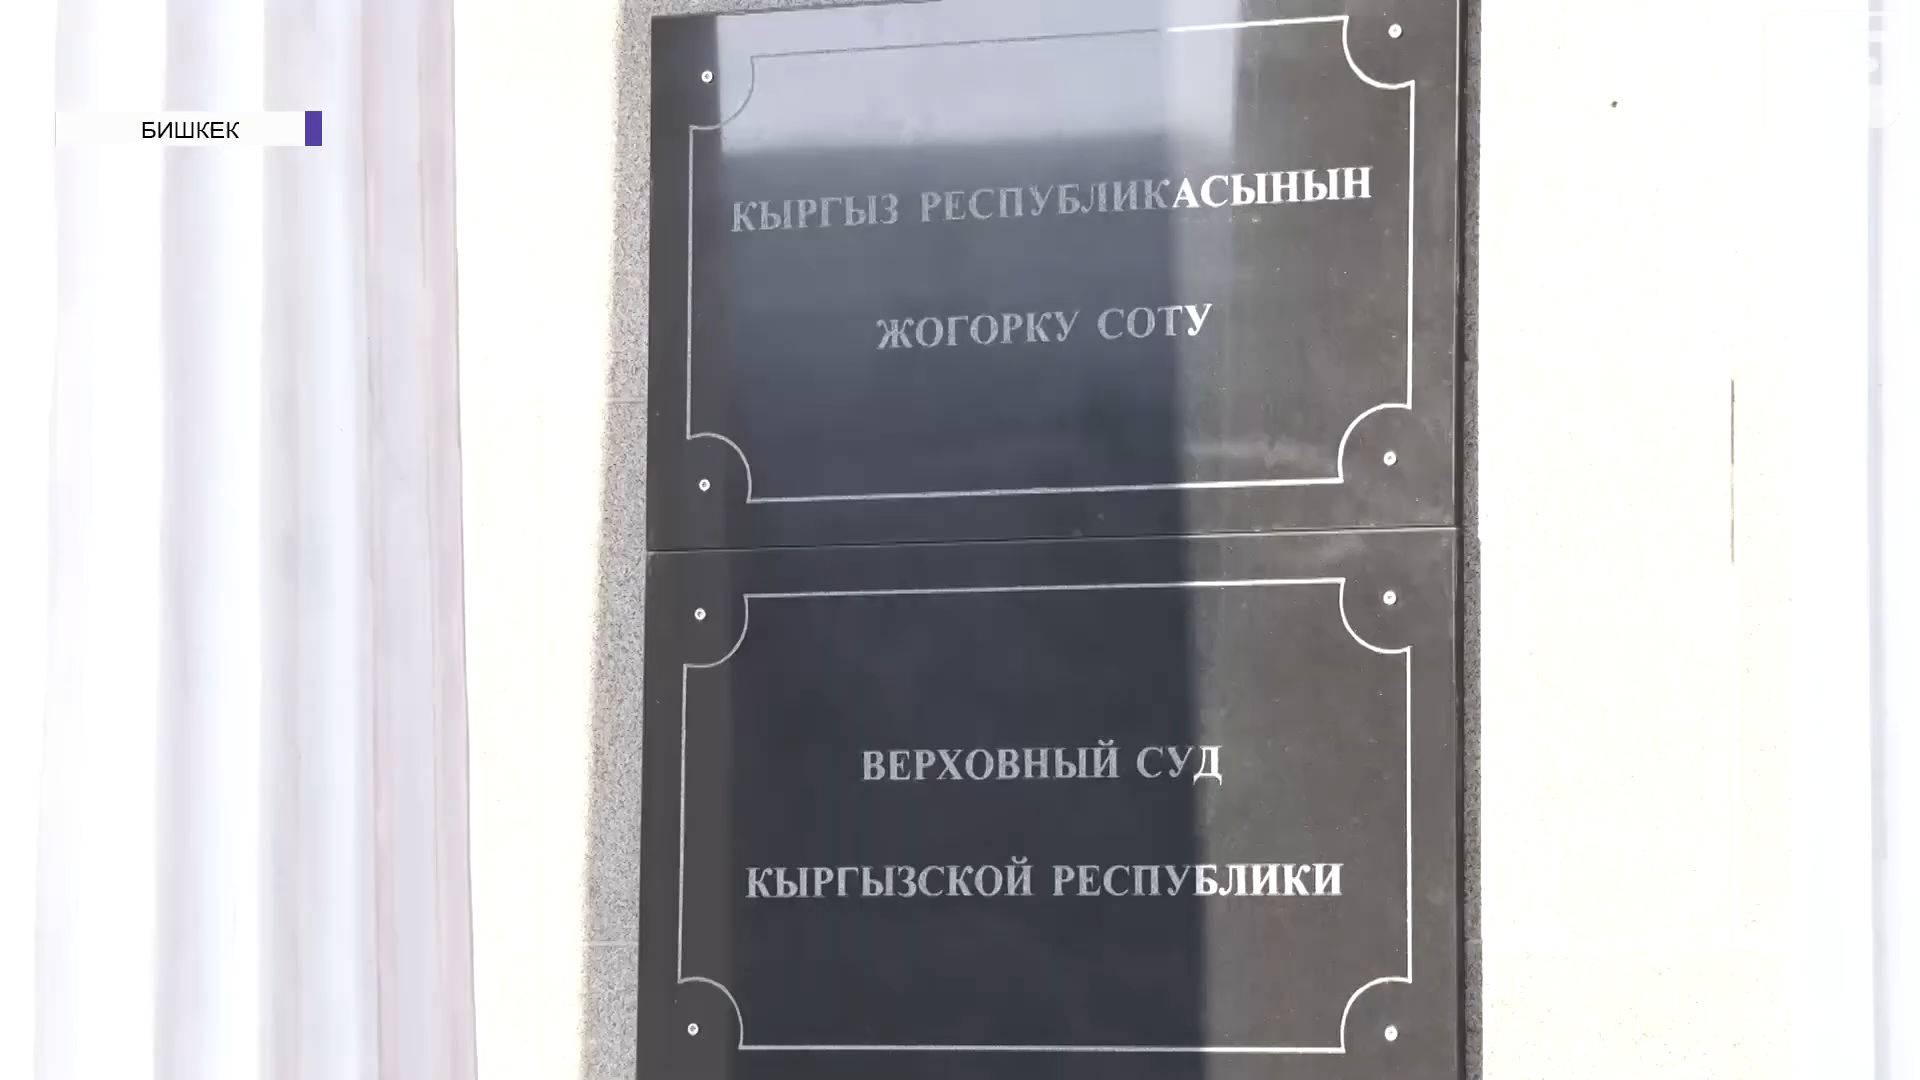 БИШКЕК
КЫРГЫЗ РЕСПУБЛИКАСЫНЫН
ЖОГОРКУ СОТУ
ВЕРХОВНЫЙ СУД
КЫРГЫЗСКОЙ РЕСПУБЛИКИ